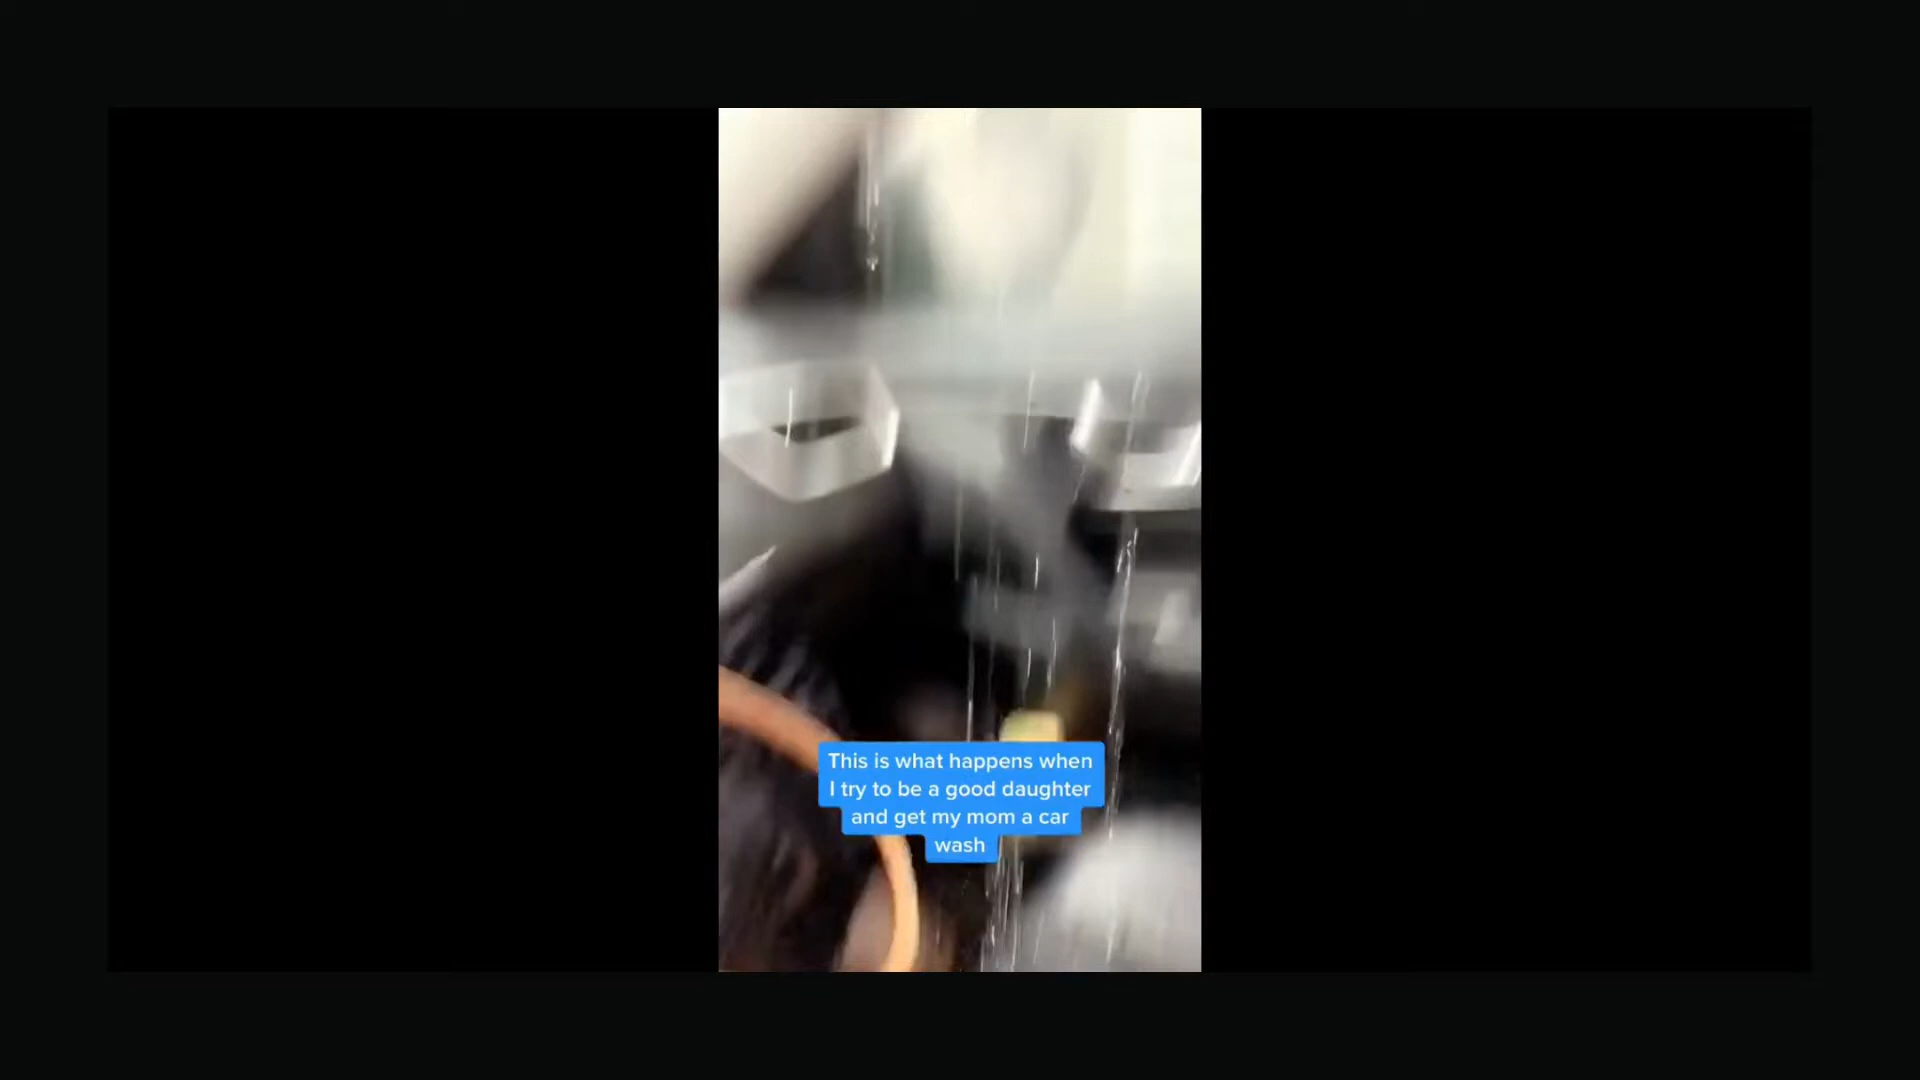 This is what happens when
I try to be a good daughter
and get my mom a car
wash